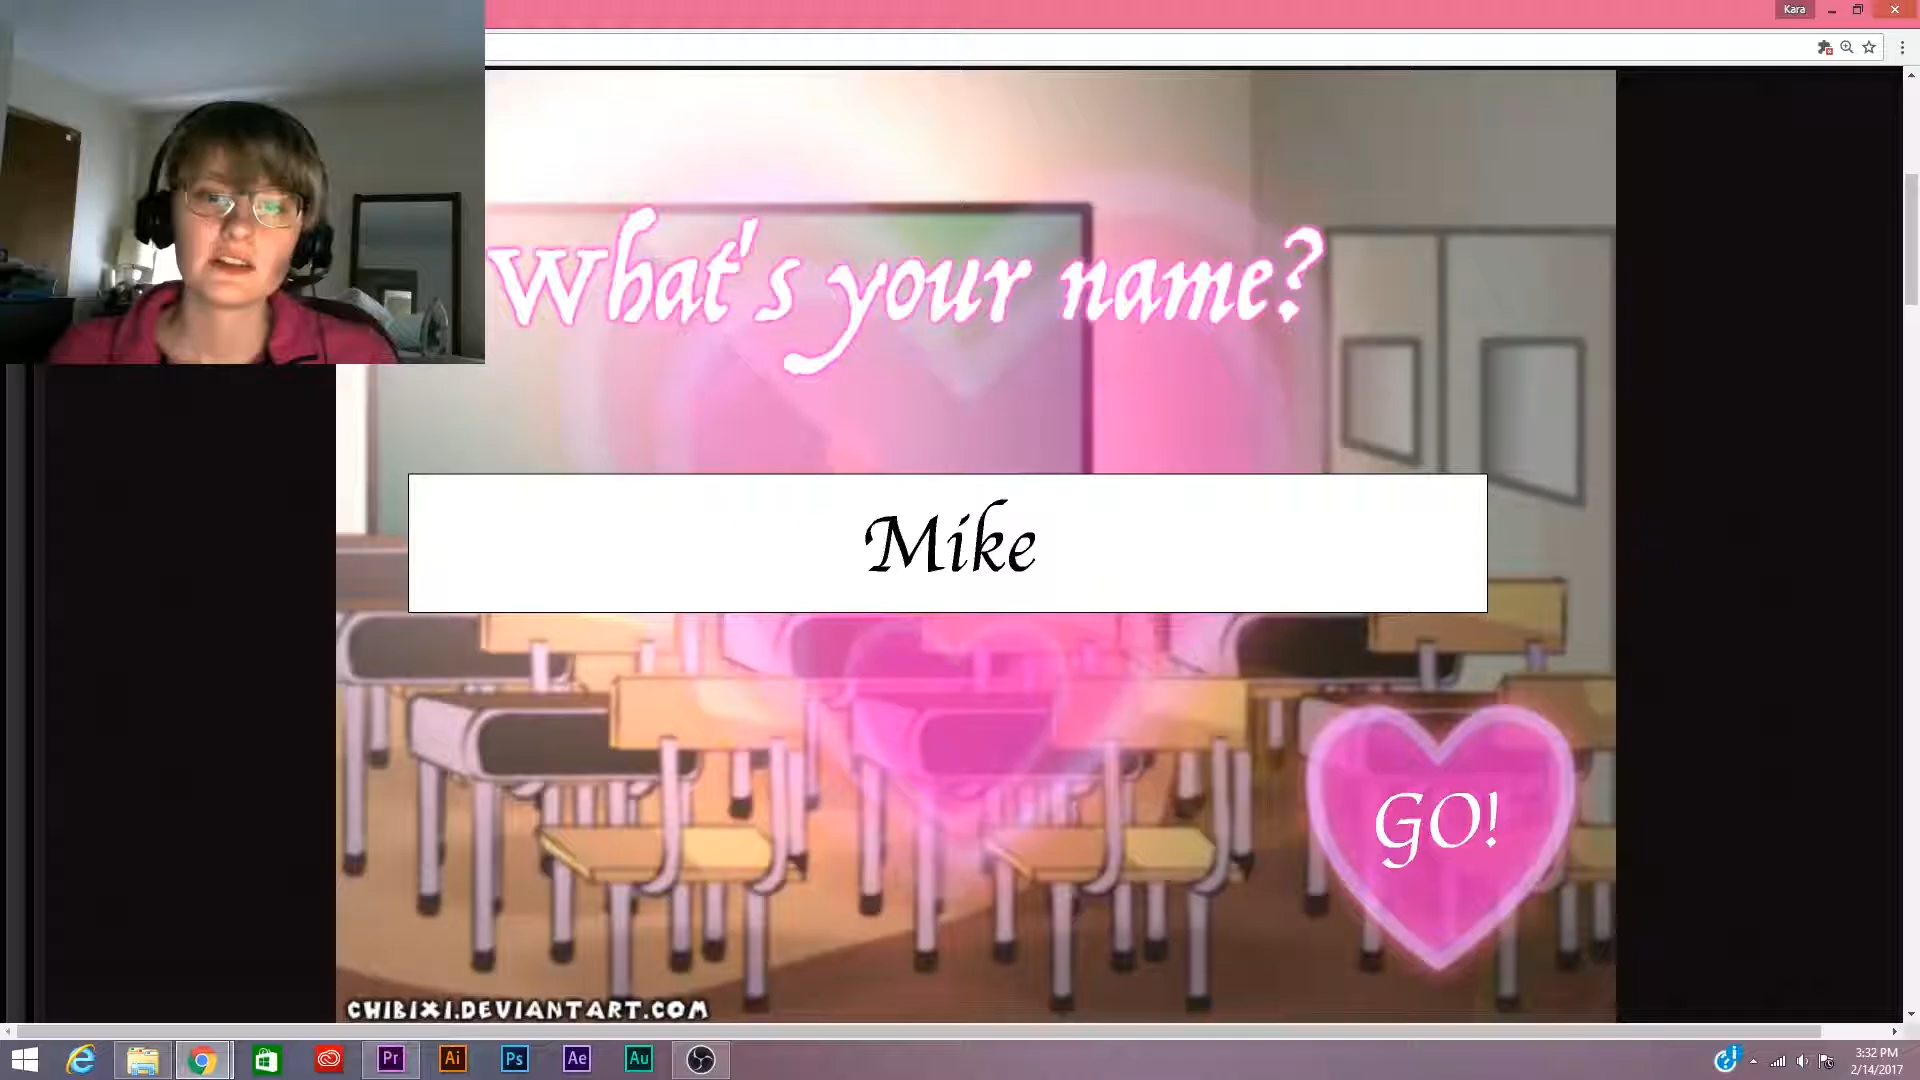 Kara
What's your name?
Mike
GO!
CHIBIXI.DEVIANTART.COM
Pr
Ai
Ps
Ae
Au
3:32 PM
2/14/2017